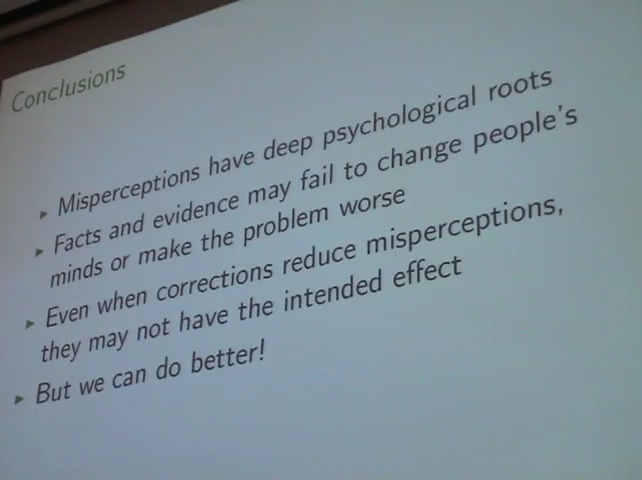 Conclusions
▸ Misperceptions have deep psychological roots
▸ Facts and evidence may fail to change people's
minds or make the problem worse
▸ Even when corrections reduce misperceptions,
they may not have the intended effect
▸ But we can do better!